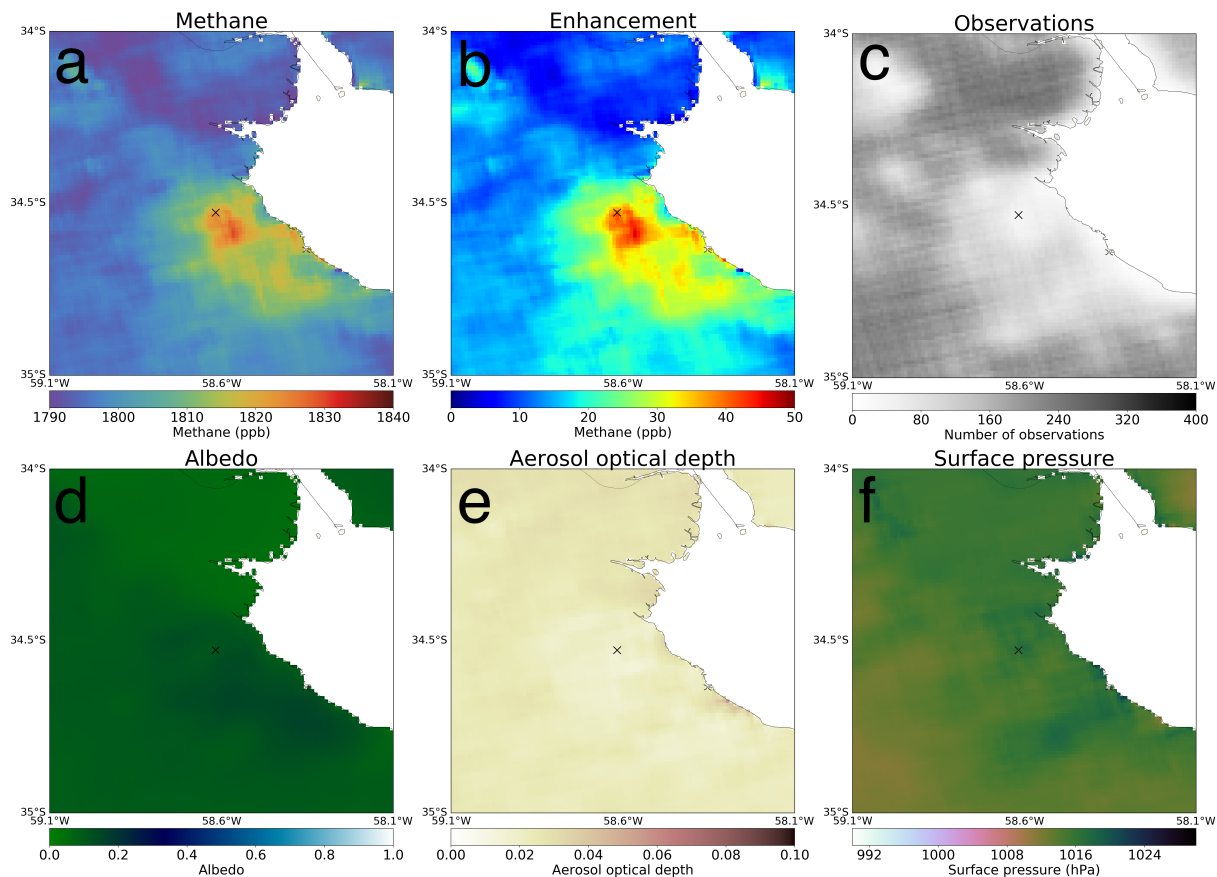 Methane
Enhancement
Observations
a
b
c
34°S
34°S
34°S
34.5°S
34.5°S
34.5°S
35°S
35°S
35°S
59.1°W 58.6°W 58.1°W
59.1°W 58.6°W 58.1°W
59.1°W 58.6°W 58.1°W
1790 1800 1810 1820 1830 1840
0 10 20 30 40 50
0 80 160 240 320 400
Methane (ppb)
Methane (ppb)
Number of observations
Albedo
Aerosol optical depth
Surface pressure
d
e
f
34°S
34°S
34°S
34.5°S
34.5°S
34.5°S
35°S
35°S
35°S
59.1°W 58.6°W 58.1°W
59.1°W 58.6°W 58.1°W
59.1°W 58.6°W 58.1°W
0.0 0.2 0.4 0.6 0.8 1.0
0.00 0.02 0.04 0.06 0.08 0.10
992 1000 1008 1016 1024
Albedo
Aerosol optical depth
Surface pressure (hPa)